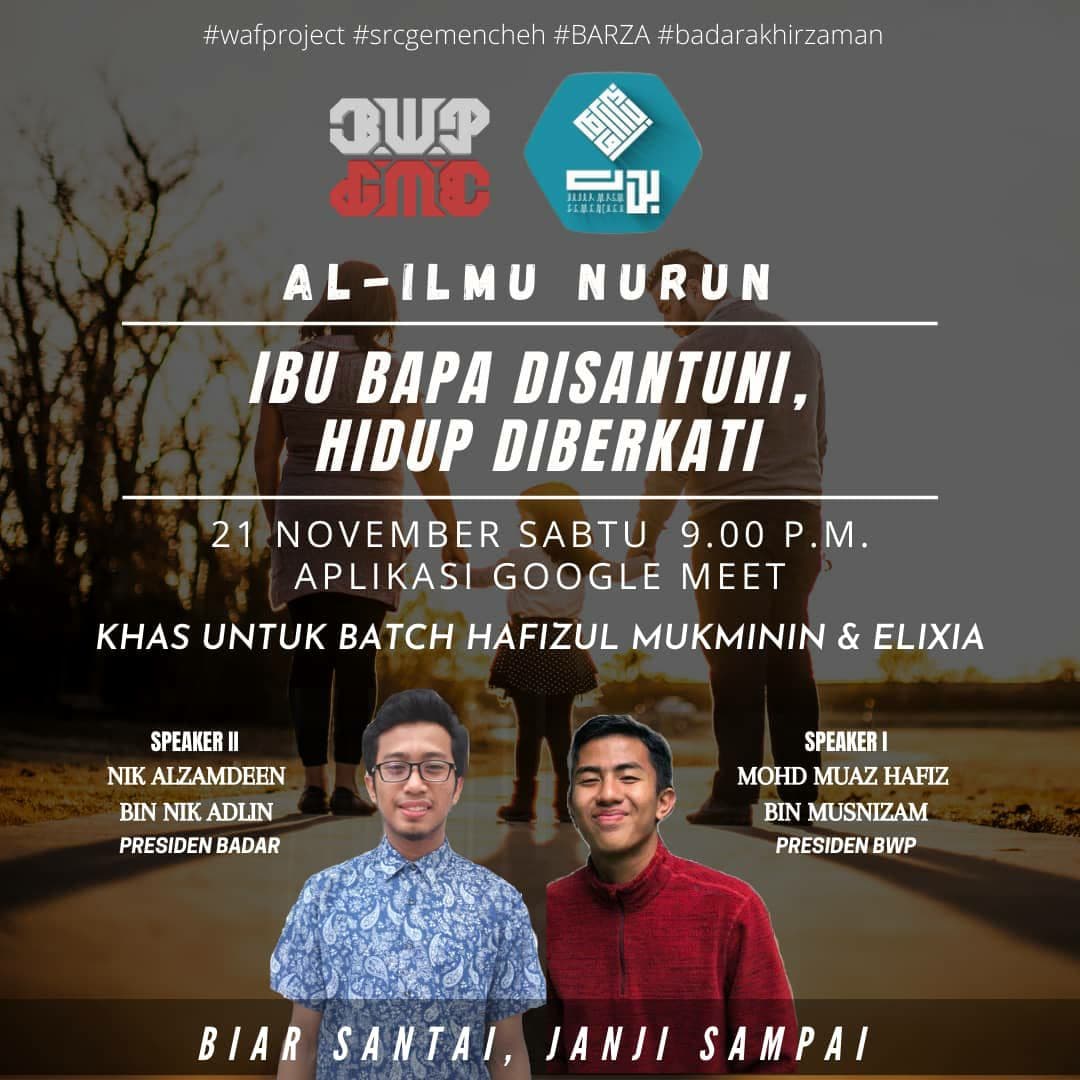 #wafproject #srcgemencheh #BARZA #badarakhirzaman
BWP
GMC
AL-ILMU NURUN
IBU BAPA DISANTUNI,
HIDUP DIBERKATI
21 NOVEMBER SABTU 9.00 P.M.
APLIKASI GOOGLE MEET
KHAS UNTUK BATCH HAFIZUL MUKMININ & ELIXIA
SPEAKER II
NIK ALZAMDEEN
BIN NIK ADLIN
PRESIDEN BADAR
SPEAKER I
MOHD MUAZ HAFIZ
BIN MUSNIZAM
PRESIDEN BWP
BIAR SANTAI, JANJI SAMPAI